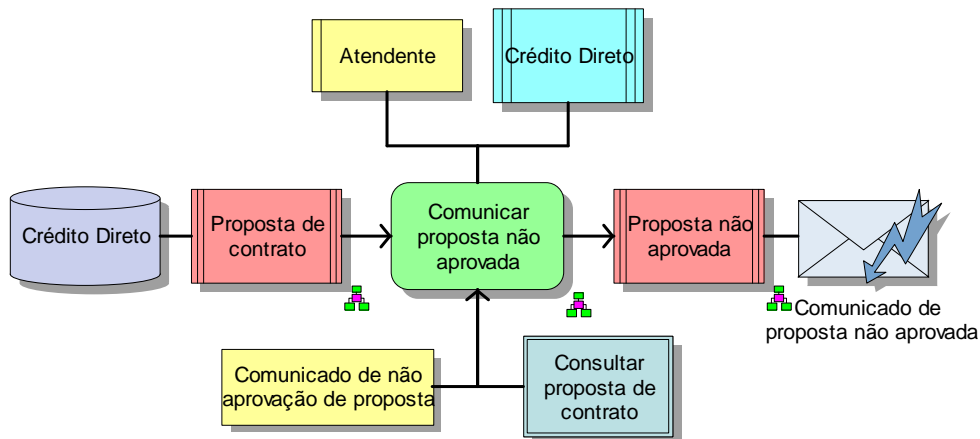 Atendente
Crédito Direto
Crédito Direto
Proposta de
contrato
Comunicar
proposta não
aprovada
Proposta não
aprovada
Comunicado de
proposta não aprovada
Comunicado de não
aprovação de proposta
Consultar
proposta de
contrato